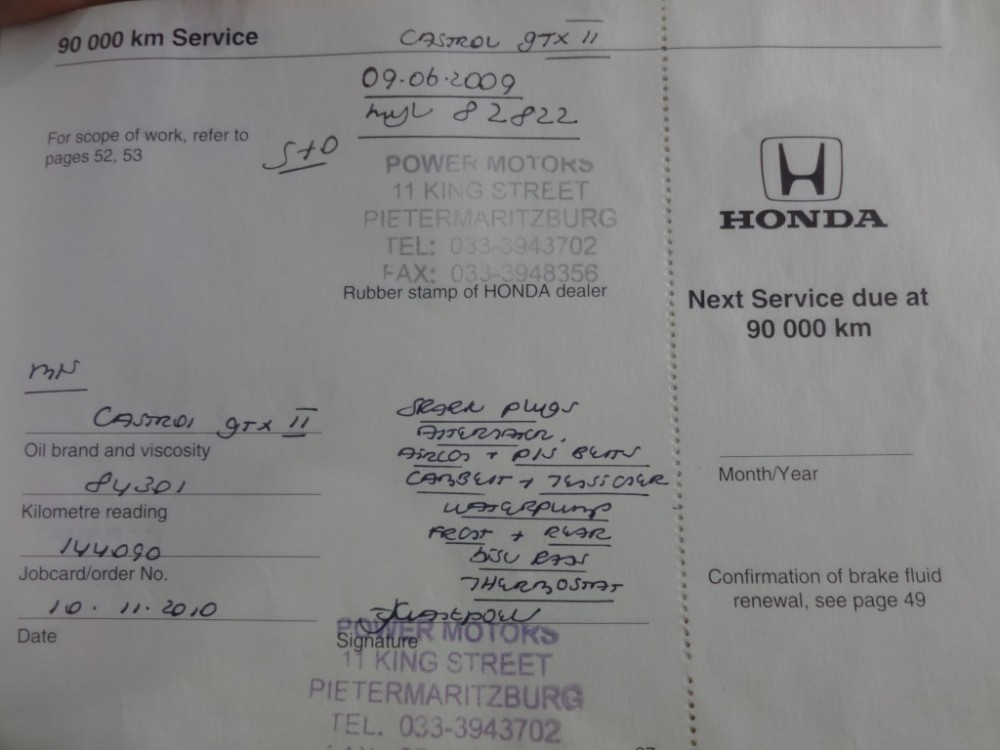 90 000 km Service
CASTROL GTX II
09.06.2009
82822
For scope of work, refer to
pages 52, 53
STD
POWER MOTORS
11 KING STREET
PIETERMARITZBURG
TEL: 033-3943702
FAX: 033-3948356
Rubber stamp of HONDA dealer
HONDA
Next Service due at
90 000 km
CASTROL GTX II
Oil brand and viscosity
84301
Kilometre reading
144090
Jobcard/order No.
10.11.2010
Date
SPARK PLUGS
ALTERNATOR,
AIRCON + P/S BELTS
CAMBELT + TENSIONER
WATERPUMP
FRONT + REAR
DISC PADS
THERMOSTAT
Signature
Month/Year
Confirmation of brake fluid
renewal, see page 49
POWER MOTORS
11 KING STREET
PIETERMARITZBURG
TEL. 033-3943702